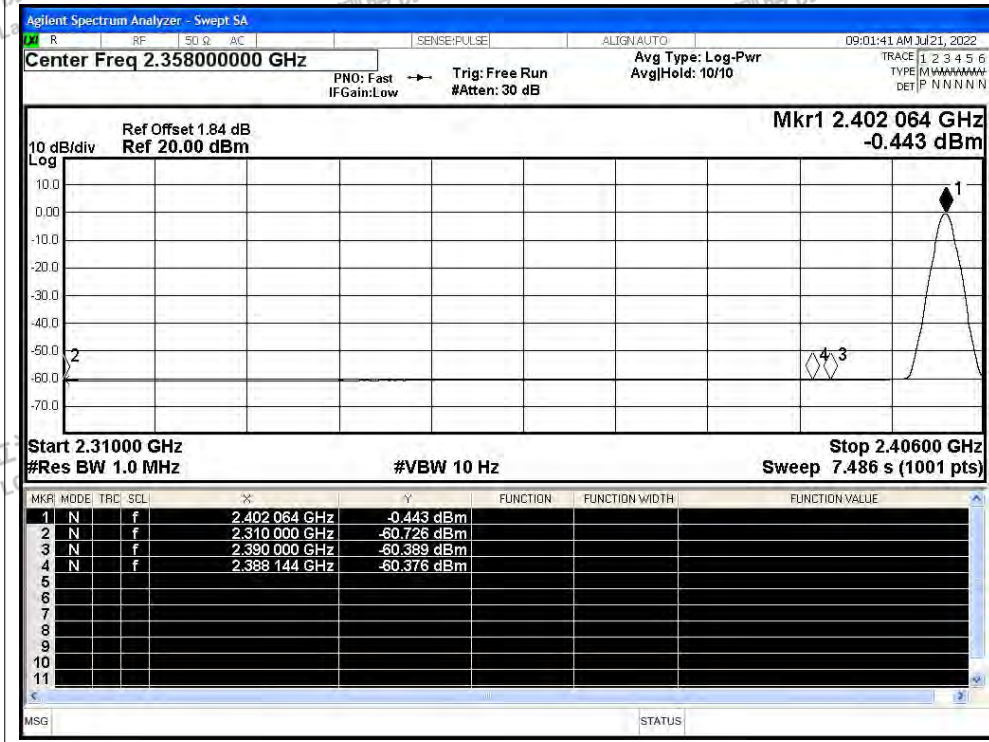 Agilent Spectrum Analyzer - Swept SA
R RF 50 Ω AC SENSE:PULSE ALIGN AUTO 09:01:41 AM Jul 21, 2022
Center Freq 2.358000000 GHz
PNO: Fast
IFGain:Low
Trig: Free Run
#Atten: 30 dB
Avg Type: Log-Pwr
Avg|Hold: 10/10
TRACE 1 2 3 4 5 6
TYPE M WWWWW
DET P N N N N N
Mkr1 2.402 064 GHz
-0.443 dBm
Ref Offset 1.84 dB
10 dB/div Ref 20.00 dBm
Log
10.0
0.00
-10.0
-20.0
-30.0
-40.0
-50.0
-60.0
-70.0
1
2
4 3
Start 2.31000 GHz Stop 2.40600 GHz
#Res BW 1.0 MHz #VBW 10 Hz Sweep 7.486 s (1001 pts)
MKR MODE TRC SCL X Y FUNCTION FUNCTION WIDTH FUNCTION VALUE
1 N f 2.402 064 GHz -0.443 dBm
2 N f 2.310 000 GHz -60.726 dBm
3 N f 2.390 000 GHz -60.389 dBm
4 N f 2.388 144 GHz -60.376 dBm
5
6
7
8
9
10
11
MSG STATUS